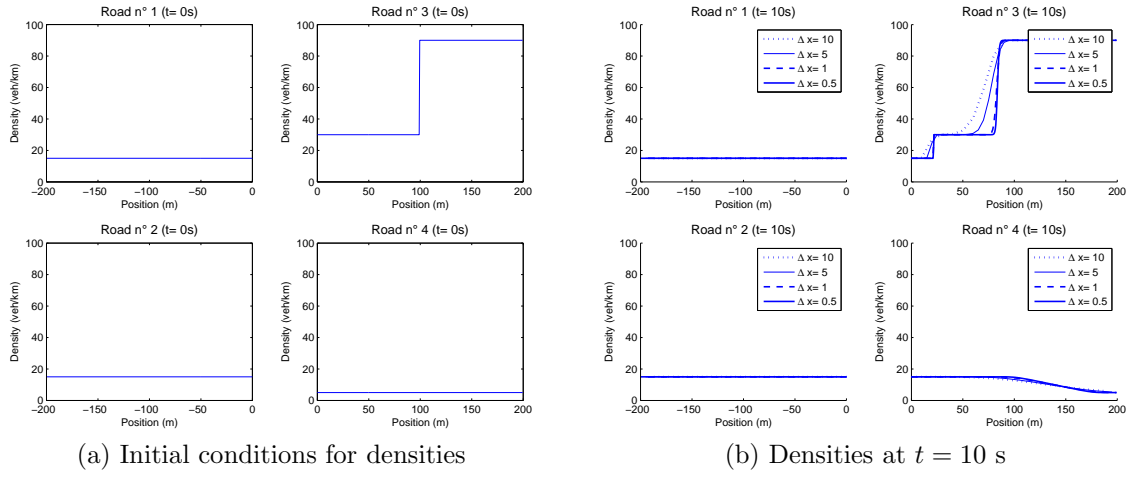 Road n° 1 (t= 0s)
100
80
60
40
20
0
Density (veh/km)
−200 −150 −100 −50 0
Position (m)
Road n° 3 (t= 0s)
100
80
60
40
20
0
Density (veh/km)
0 50 100 150 200
Position (m)
Road n° 2 (t= 0s)
100
80
60
40
20
0
Density (veh/km)
−200 −150 −100 −50 0
Position (m)
Road n° 4 (t= 0s)
100
80
60
40
20
0
Density (veh/km)
0 50 100 150 200
Position (m)
(a) Initial conditions for densities
Road n° 1 (t= 10s)
100
80
60
40
20
0
Density (veh/km)
Δ x= 10
Δ x= 5
Δ x= 1
Δ x= 0.5
−200 −150 −100 −50 0
Position (m)
Road n° 3 (t= 10s)
100
80
60
40
20
0
Density (veh/km)
Δ x= 10
Δ x= 5
Δ x= 1
Δ x= 0.5
0 50 100 150 200
Position (m)
Road n° 2 (t= 10s)
100
80
60
40
20
0
Density (veh/km)
Δ x= 10
Δ x= 5
Δ x= 1
Δ x= 0.5
−200 −150 −100 −50 0
Position (m)
Road n° 4 (t= 10s)
100
80
60
40
20
0
Density (veh/km)
Δ x= 10
Δ x= 5
Δ x= 1
Δ x= 0.5
0 50 100 150 200
Position (m)
(b) Densities at t = 10 s